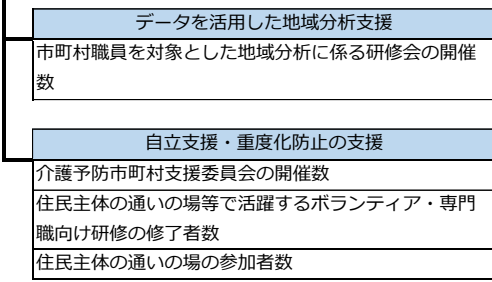 データを活用した地域分析支援
市町村職員を対象とした地域分析に係る研修会の開催
数
自立支援・重度化防止の支援
介護予防市町村支援委員会の開催数
住民主体の通いの場等で活躍するボランティア・専門
職向け研修の修了者数
住民主体の通いの場の参加者数